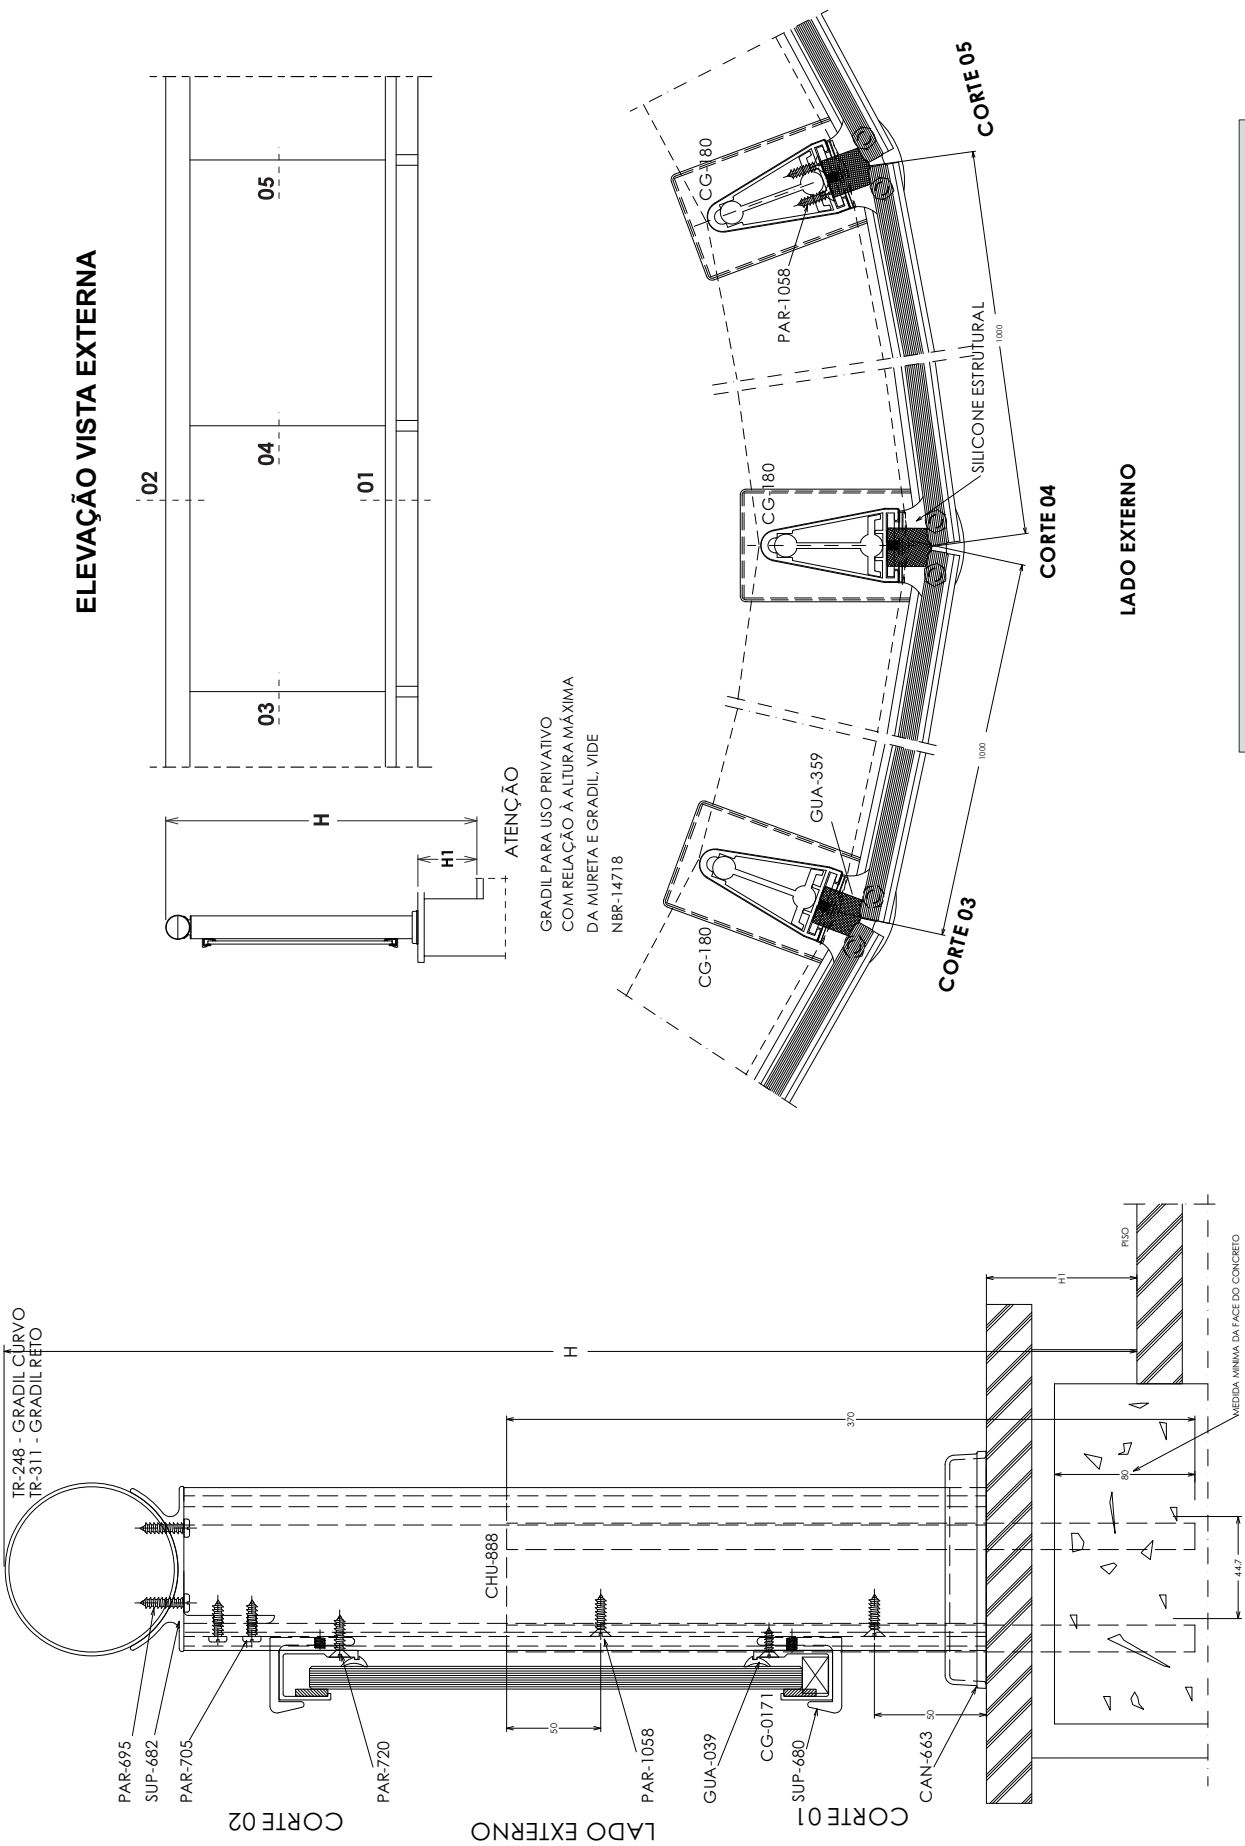 ELEVAÇÃO VISTA EXTERNA
02
03
04
05
01
H
H1
ATENÇÃO
GRADIL PARA USO PRIVATIVO
COM RELAÇÃO À ALTURA MÁXIMA
DA MURETA E GRADIL, VIDE
NBR-14718
CG-180
CG-180
CG-180
GUA-359
PAR-1058
SILICONE ESTRUTURAL
1000
1000
CORTE 03
CORTE 04
CORTE 05
LADO EXTERNO
TR-248 - GRADIL CURVO
TR-311 - GRADIL RETO
PAR-695
SUP-682
PAR-705
CORTE 02
PAR-720
CHU-888
H
370
50
LADO EXTERNO
PAR-1058
GUA-039
CG-0171
SUP-680
CORTE 01
50
CAN-663
H1
PISO
80
44,7
MEDIDA MINIMA DA FACE DO CONCRETO